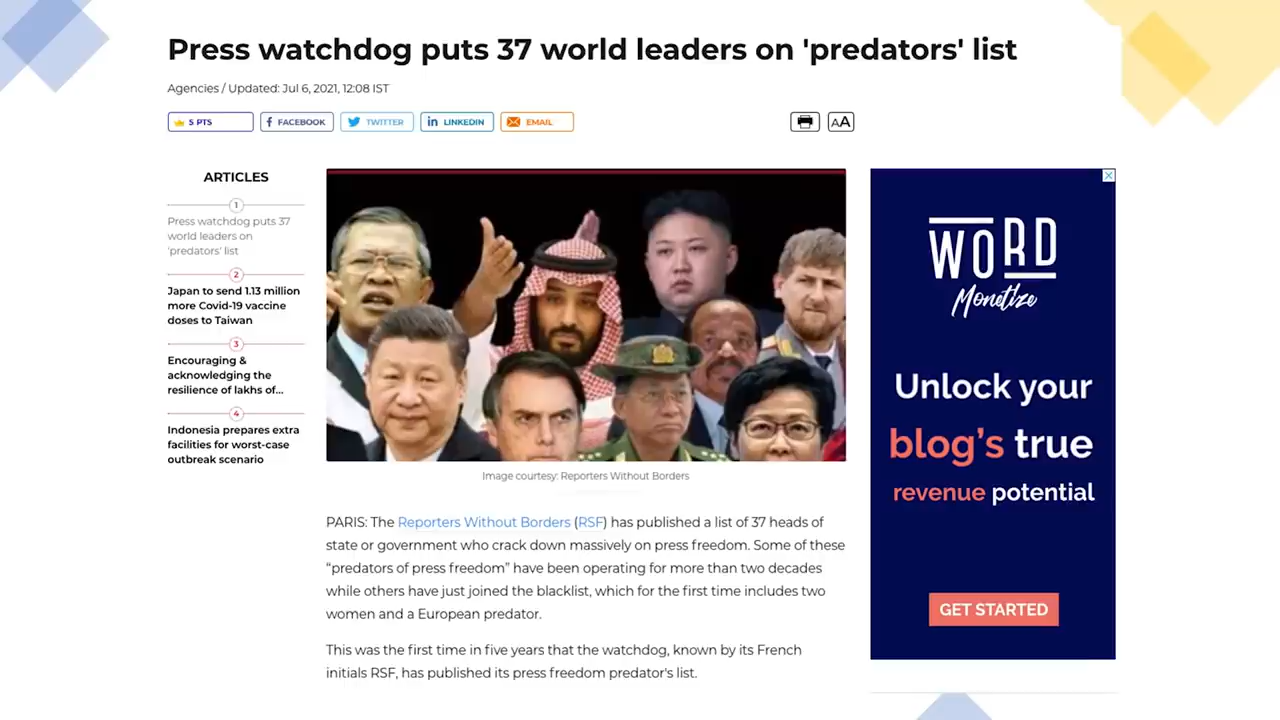 Press watchdog puts 37 world leaders on 'predators' list
Agencies / Updated: Jul 6, 2021, 12:08 IST
5 PTS
FACEBOOK
TWITTER
LINKEDIN
EMAIL
AA
ARTICLES
1
Press watchdog puts 37
world leaders on
'predators' list
2
Japan to send 1.13 million
more Covid-19 vaccine
doses to Taiwan
3
Encouraging &
acknowledging the
resilience of lakhs of...
4
Indonesia prepares extra
facilities for worst-case
outbreak scenario
Image courtesy: Reporters Without Borders
PARIS: The Reporters Without Borders (RSF) has published a list of 37 heads of
state or government who crack down massively on press freedom. Some of these
“predators of press freedom” have been operating for more than two decades
while others have just joined the blacklist, which for the first time includes two
women and a European predator.
This was the first time in five years that the watchdog, known by its French
initials RSF, has published its press freedom predator's list.
WORD
Monetize
Unlock your
blog's true
revenue potential
GET STARTED